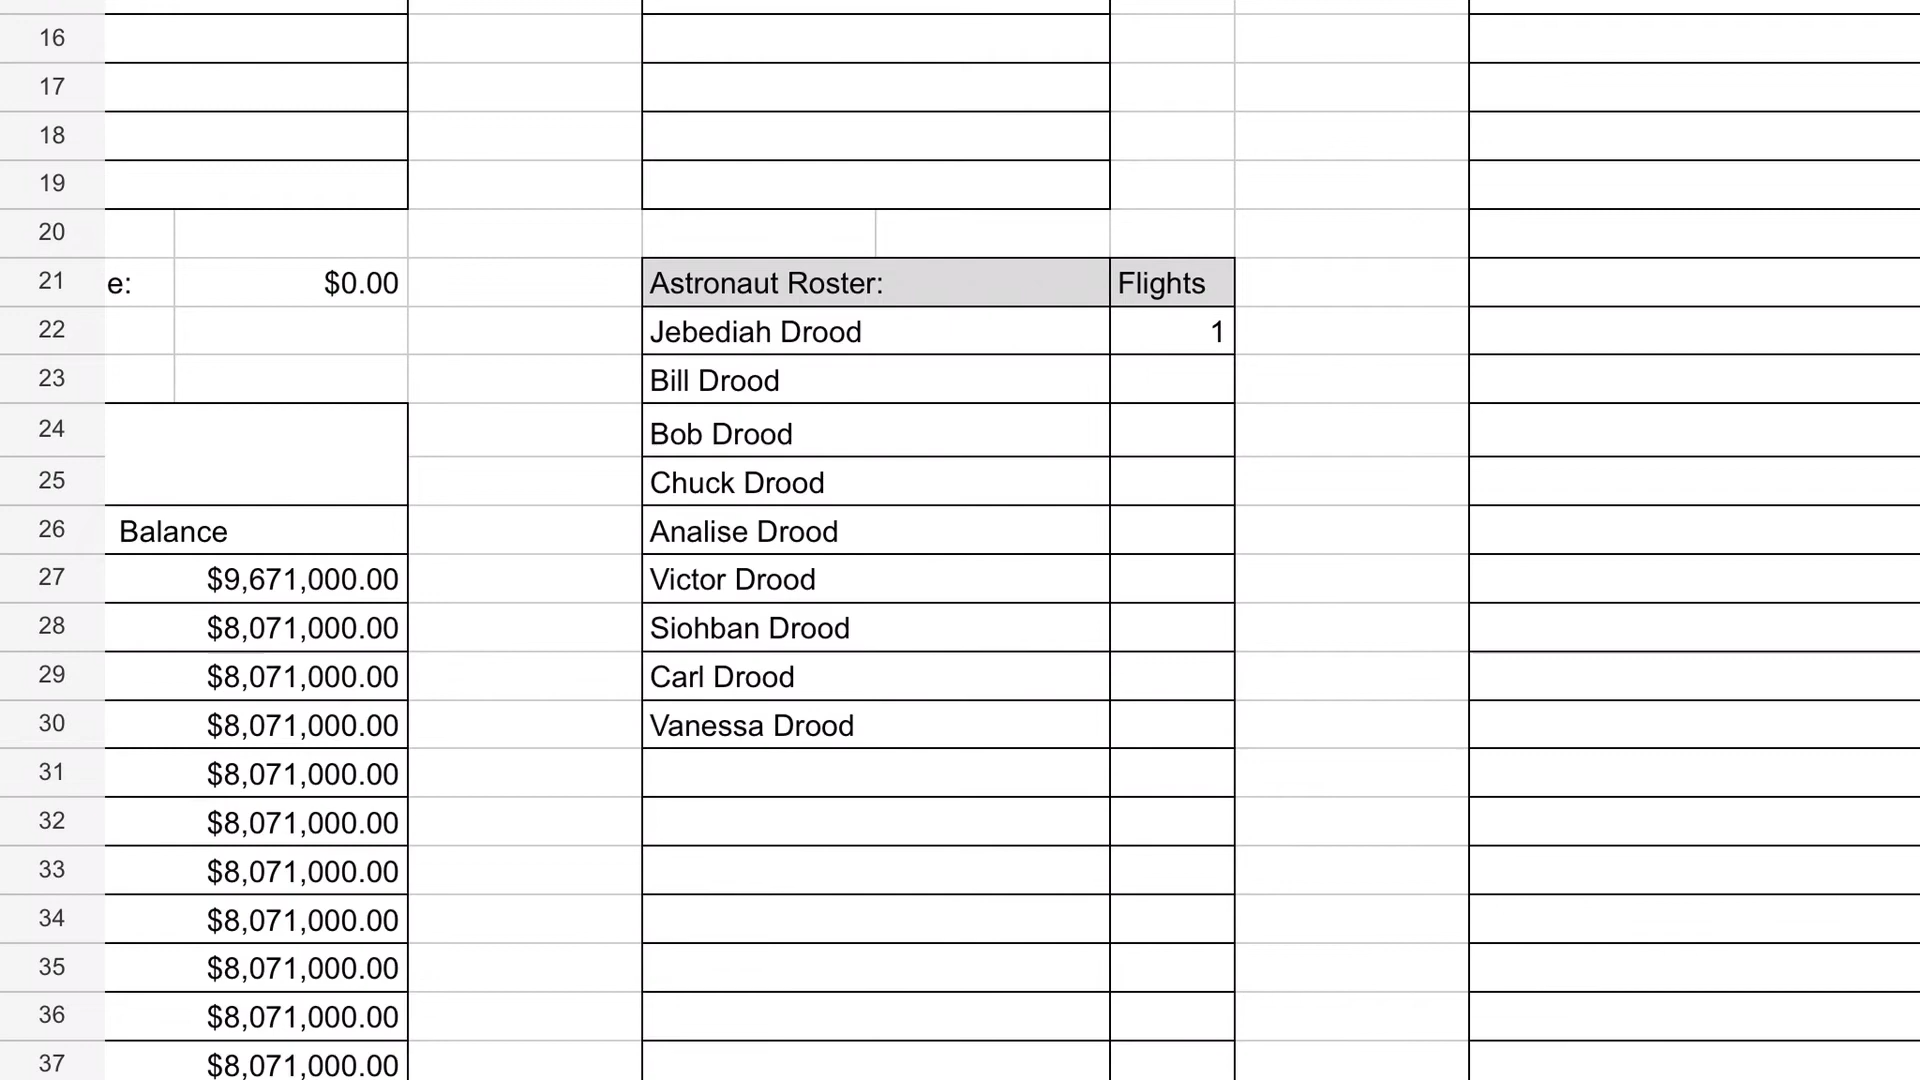 16
17
18
19
20
21 e: $0.00 Astronaut Roster: Flights
22 Jebediah Drood 1
23 Bill Drood
24 Bob Drood
25 Chuck Drood
26 Balance Analise Drood
27 $9,671,000.00 Victor Drood
28 $8,071,000.00 Siohban Drood
29 $8,071,000.00 Carl Drood
30 $8,071,000.00 Vanessa Drood
31 $8,071,000.00
32 $8,071,000.00
33 $8,071,000.00
34 $8,071,000.00
35 $8,071,000.00
36 $8,071,000.00
37 $8,071,000.00